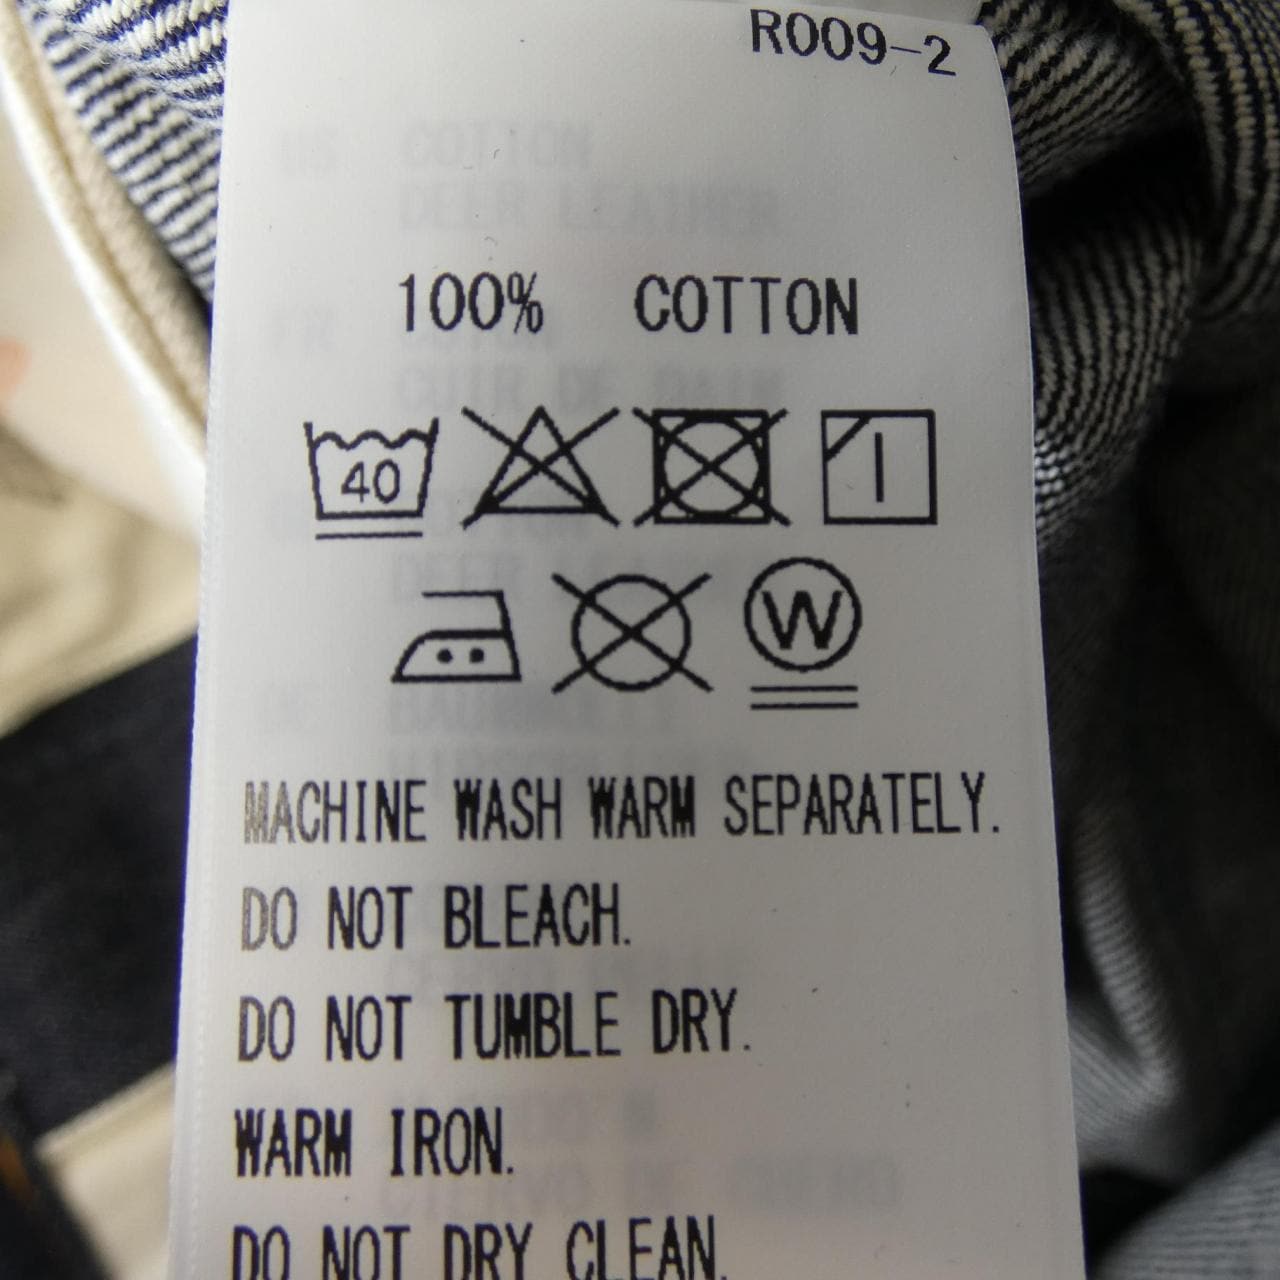 R009-2
100% COTTON
40
W
MACHINE WASH WARM SEPARATELY.
DO NOT BLEACH.
DO NOT TUMBLE DRY.
WARM IRON.
DO NOT DRY CLEAN.